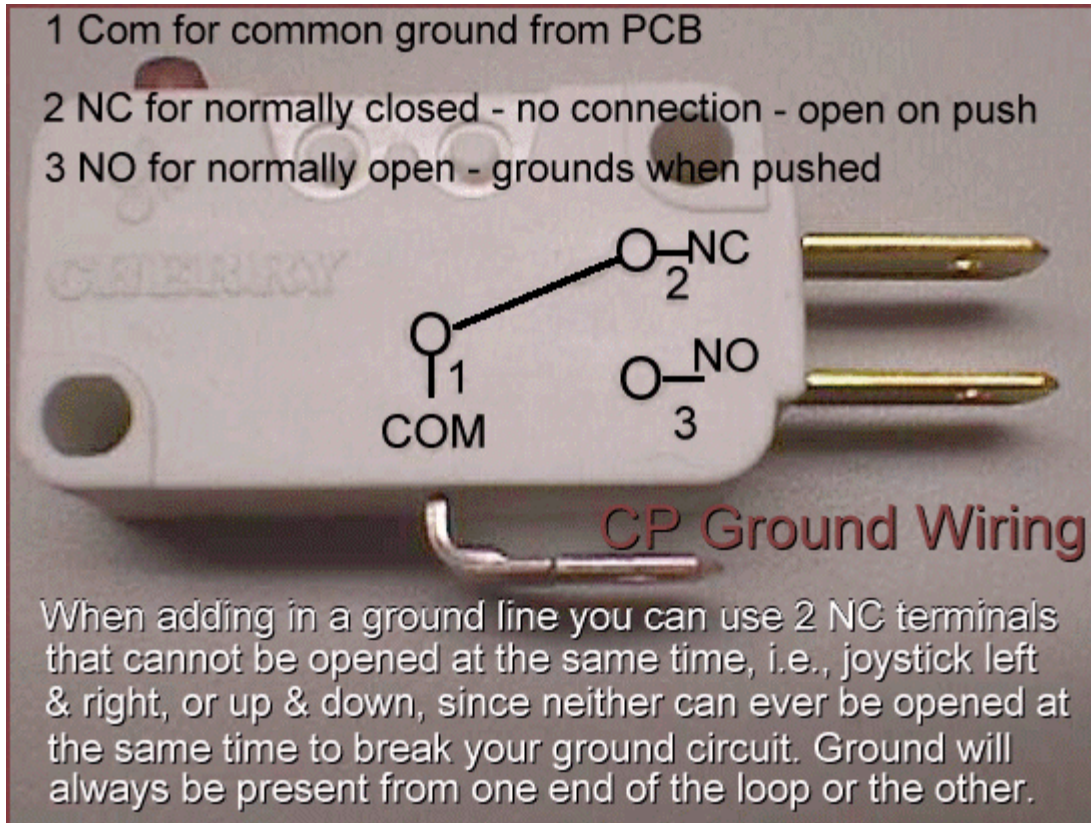 1 Com for common ground from PCB
2 NC for normally closed - no connection - open on push
3 NO for normally open - grounds when pushed
CHERRY
NC
2
1
COM
NO
3
CP Ground Wiring
When adding in a ground line you can use 2 NC terminals
that cannot be opened at the same time, i.e., joystick left
& right, or up & down, since neither can ever be opened at
the same time to break your ground circuit. Ground will
always be present from one end of the loop or the other.